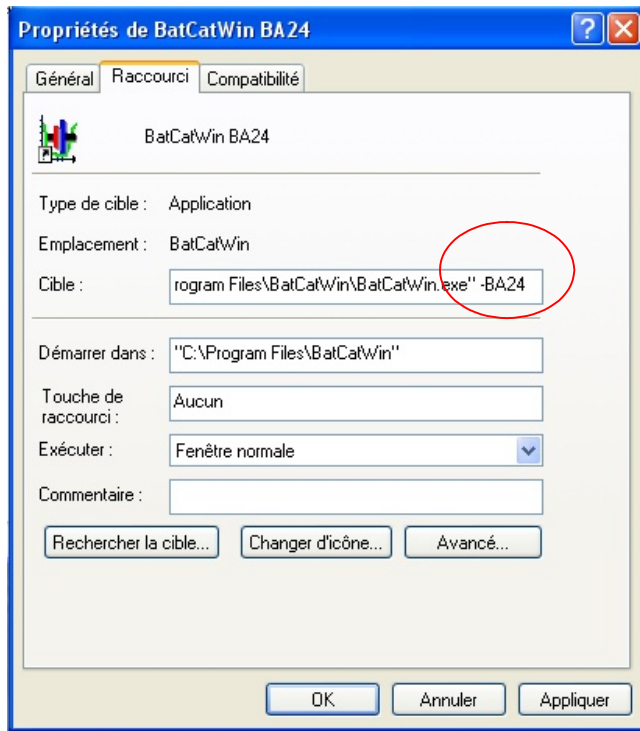 Propriétés de BatCatWin BA24
Général Raccourci Compatibilité
BatCatWin BA24
Type de cible : Application
Emplacement : BatCatWin
Cible : rogram Files\BatCatWin\BatCatWin.exe" -BA24
Démarrer dans : "C:\Program Files\BatCatWin"
Touche de
raccourci : Aucun
Exécuter : Fenêtre normale
Commentaire :
Rechercher la cible... Changer d'icône... Avancé...
OK Annuler Appliquer